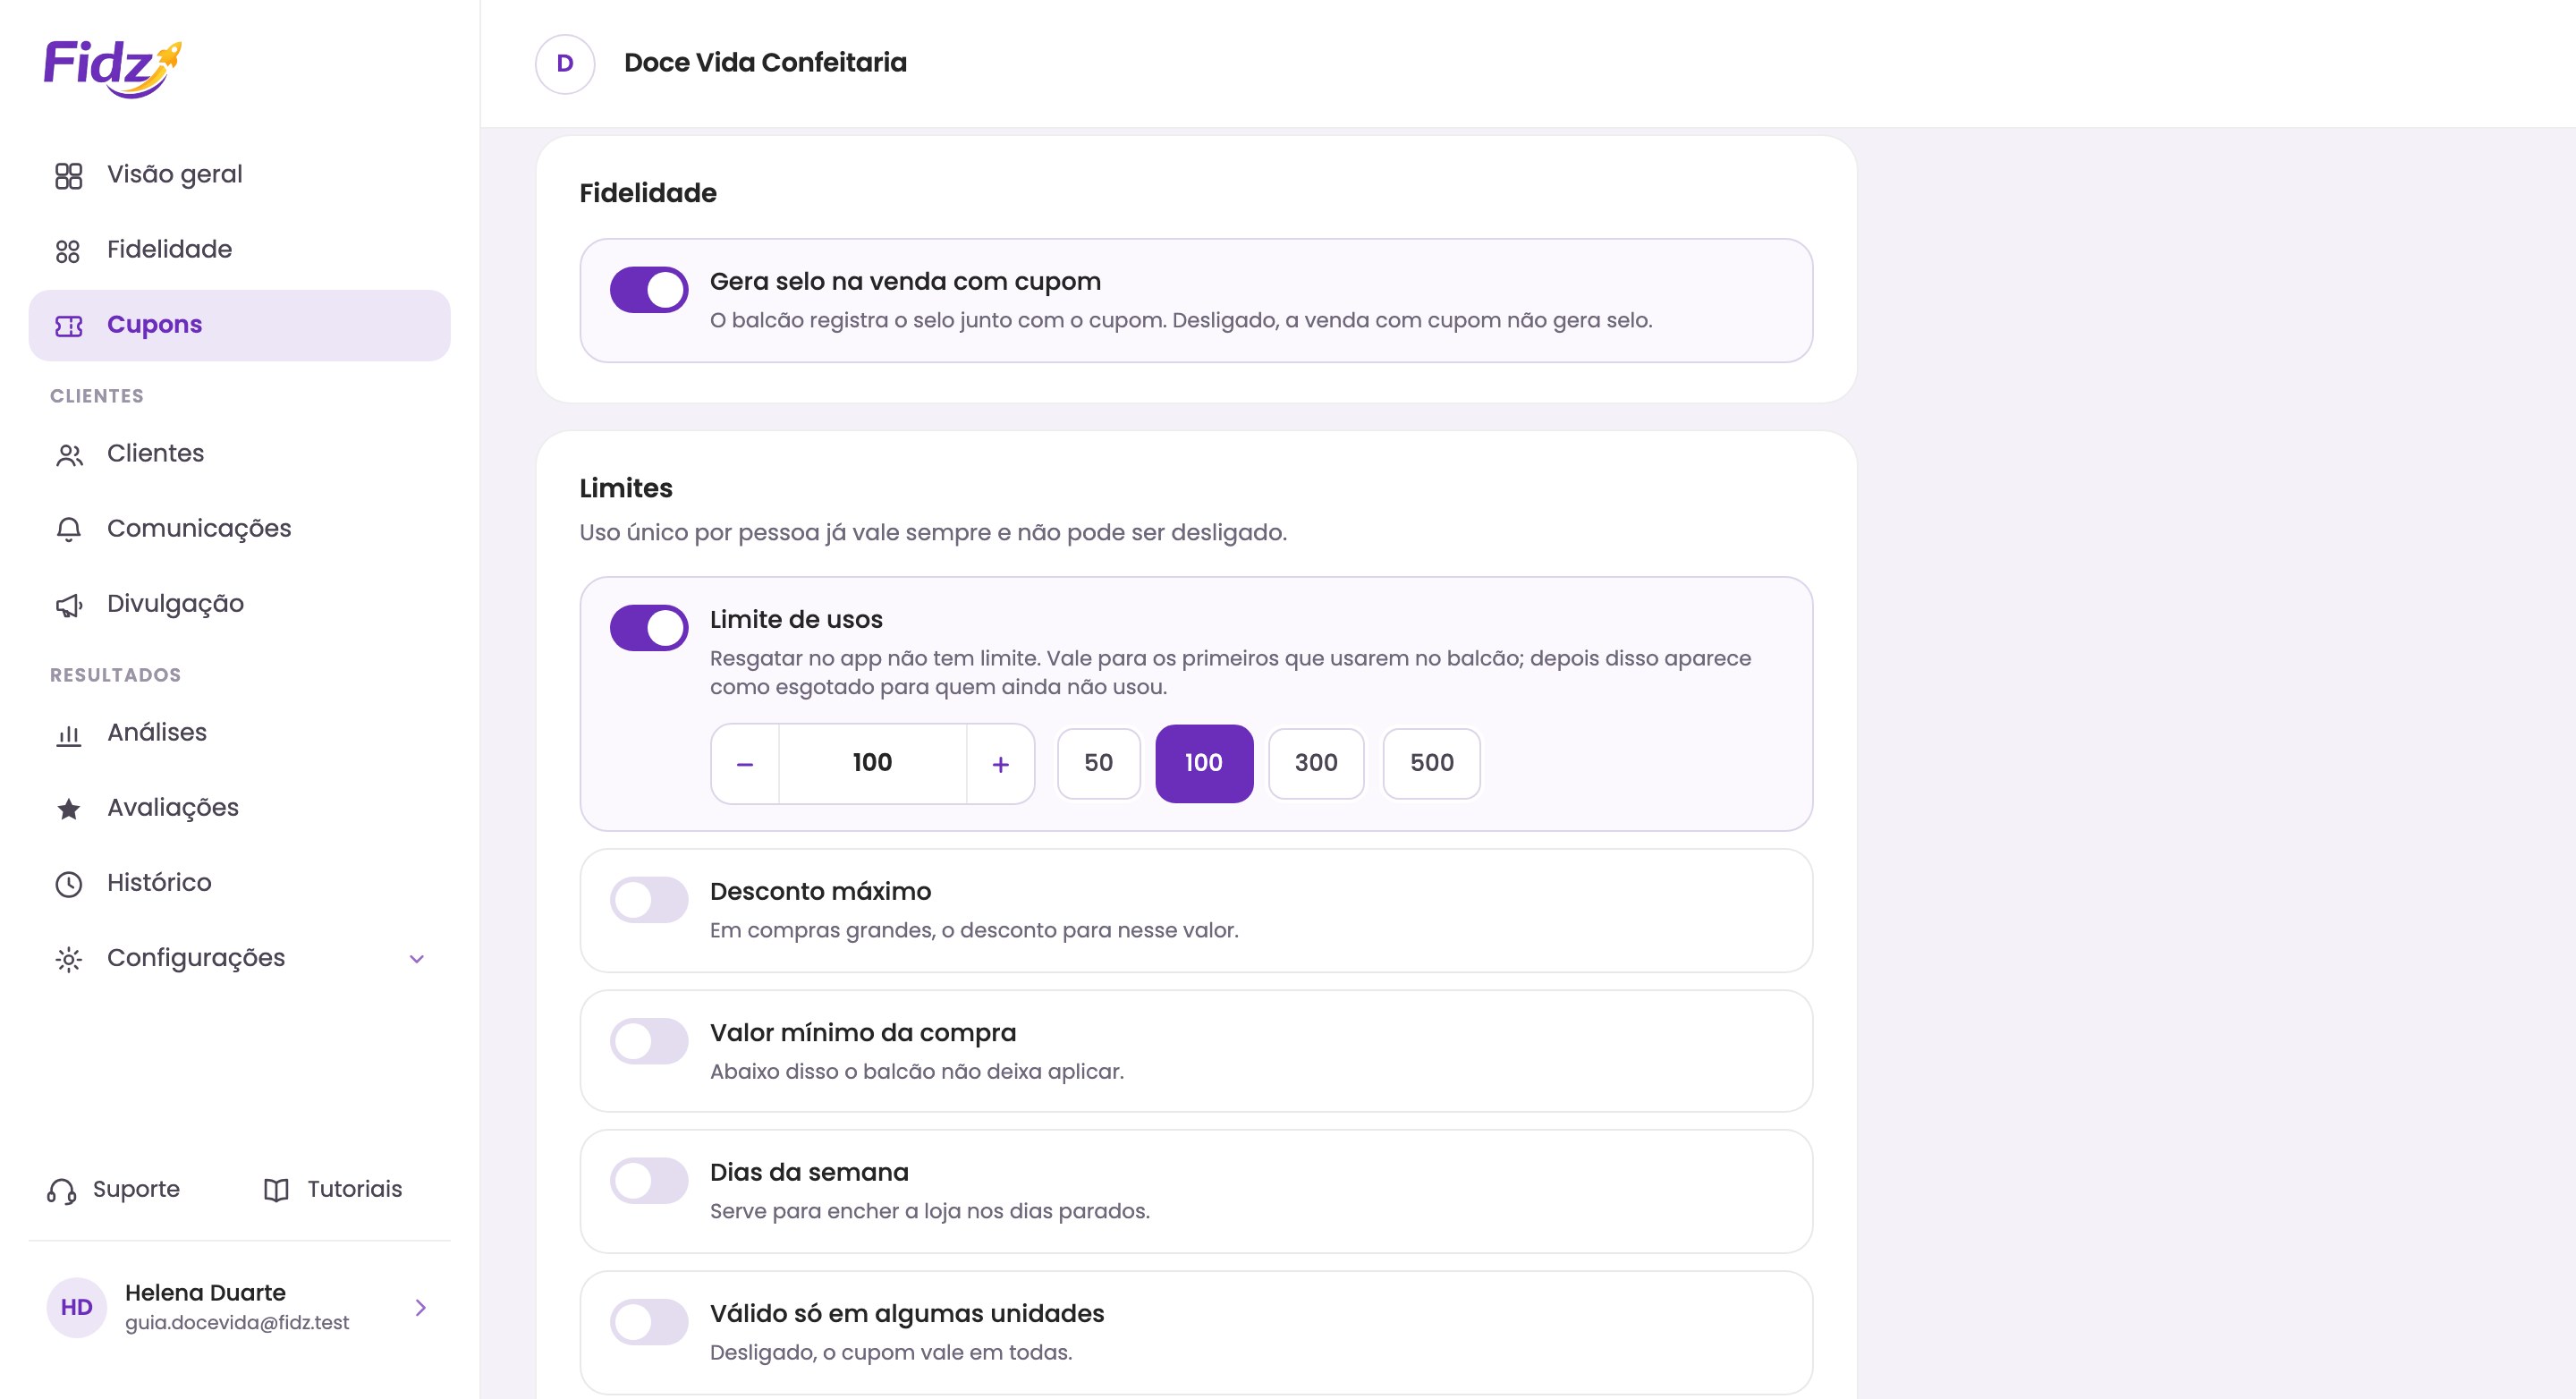 Fidz
Visão geral
Fidelidade
Cupons
CLIENTES
Clientes
Comunicações
Divulgação
RESULTADOS
Análises
Avaliações
Histórico
Configurações
Suporte
Tutoriais
HD
Helena Duarte
guia.docevida@fidz.test
D
Doce Vida Confeitaria
Fidelidade
Gera selo na venda com cupom
O balcão registra o selo junto com o cupom. Desligado, a venda com cupom não gera selo.
Limites
Uso único por pessoa já vale sempre e não pode ser desligado.
Limite de usos
Resgatar no app não tem limite. Vale para os primeiros que usarem no balcão; depois disso aparece
como esgotado para quem ainda não usou.
− 100 + 50 100 300 500
Desconto máximo
Em compras grandes, o desconto para nesse valor.
Valor mínimo da compra
Abaixo disso o balcão não deixa aplicar.
Dias da semana
Serve para encher a loja nos dias parados.
Válido só em algumas unidades
Desligado, o cupom vale em todas.